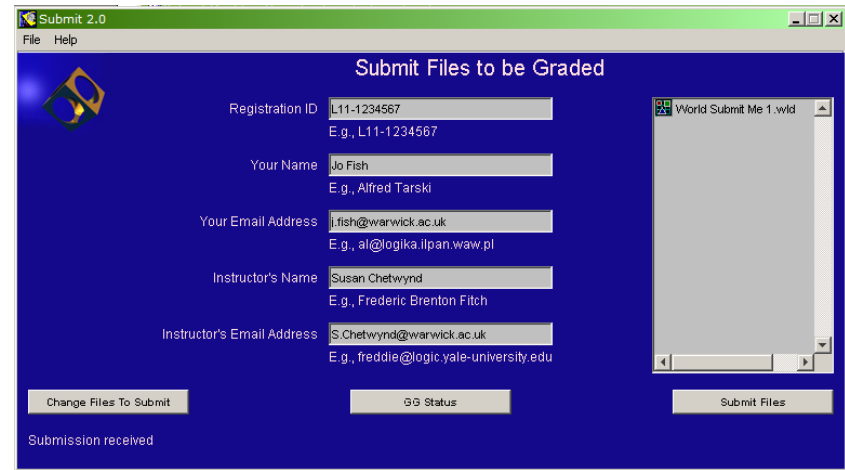 Submit 2.0
File Help
Submit Files to be Graded
Registration ID L11-1234567
E.g., L11-1234567
World Submit Me 1.wld
Your Name Jo Fish
E.g., Alfred Tarski
Your Email Address j.fish@warwick.ac.uk
E.g., al@logika.ilpan.waw.pl
Instructor's Name Susan Chetwynd
E.g., Frederic Brenton Fitch
Instructor's Email Address S.Chetwynd@warwick.ac.uk
E.g., freddie@logic.yale-university.edu
Change Files To Submit GG Status Submit Files
Submission received